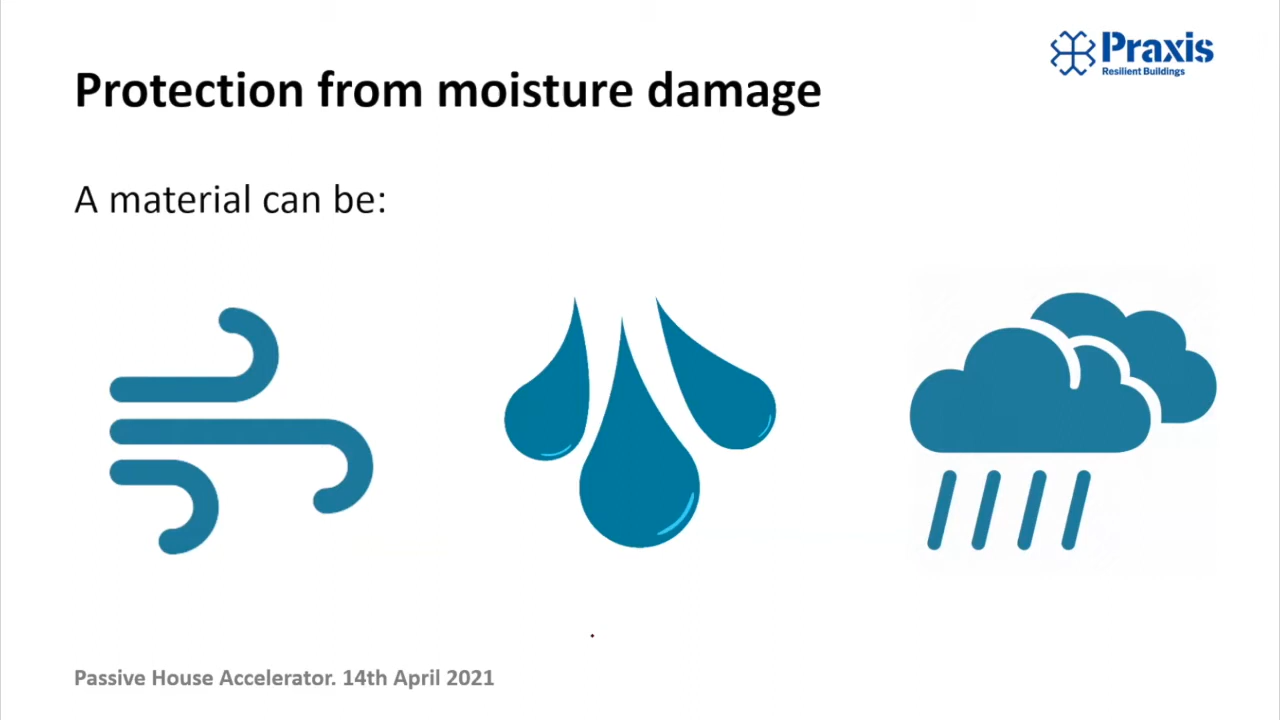 Praxis
Resilient Buildings
Protection from moisture damage
A material can be:
Passive House Accelerator. 14th April 2021